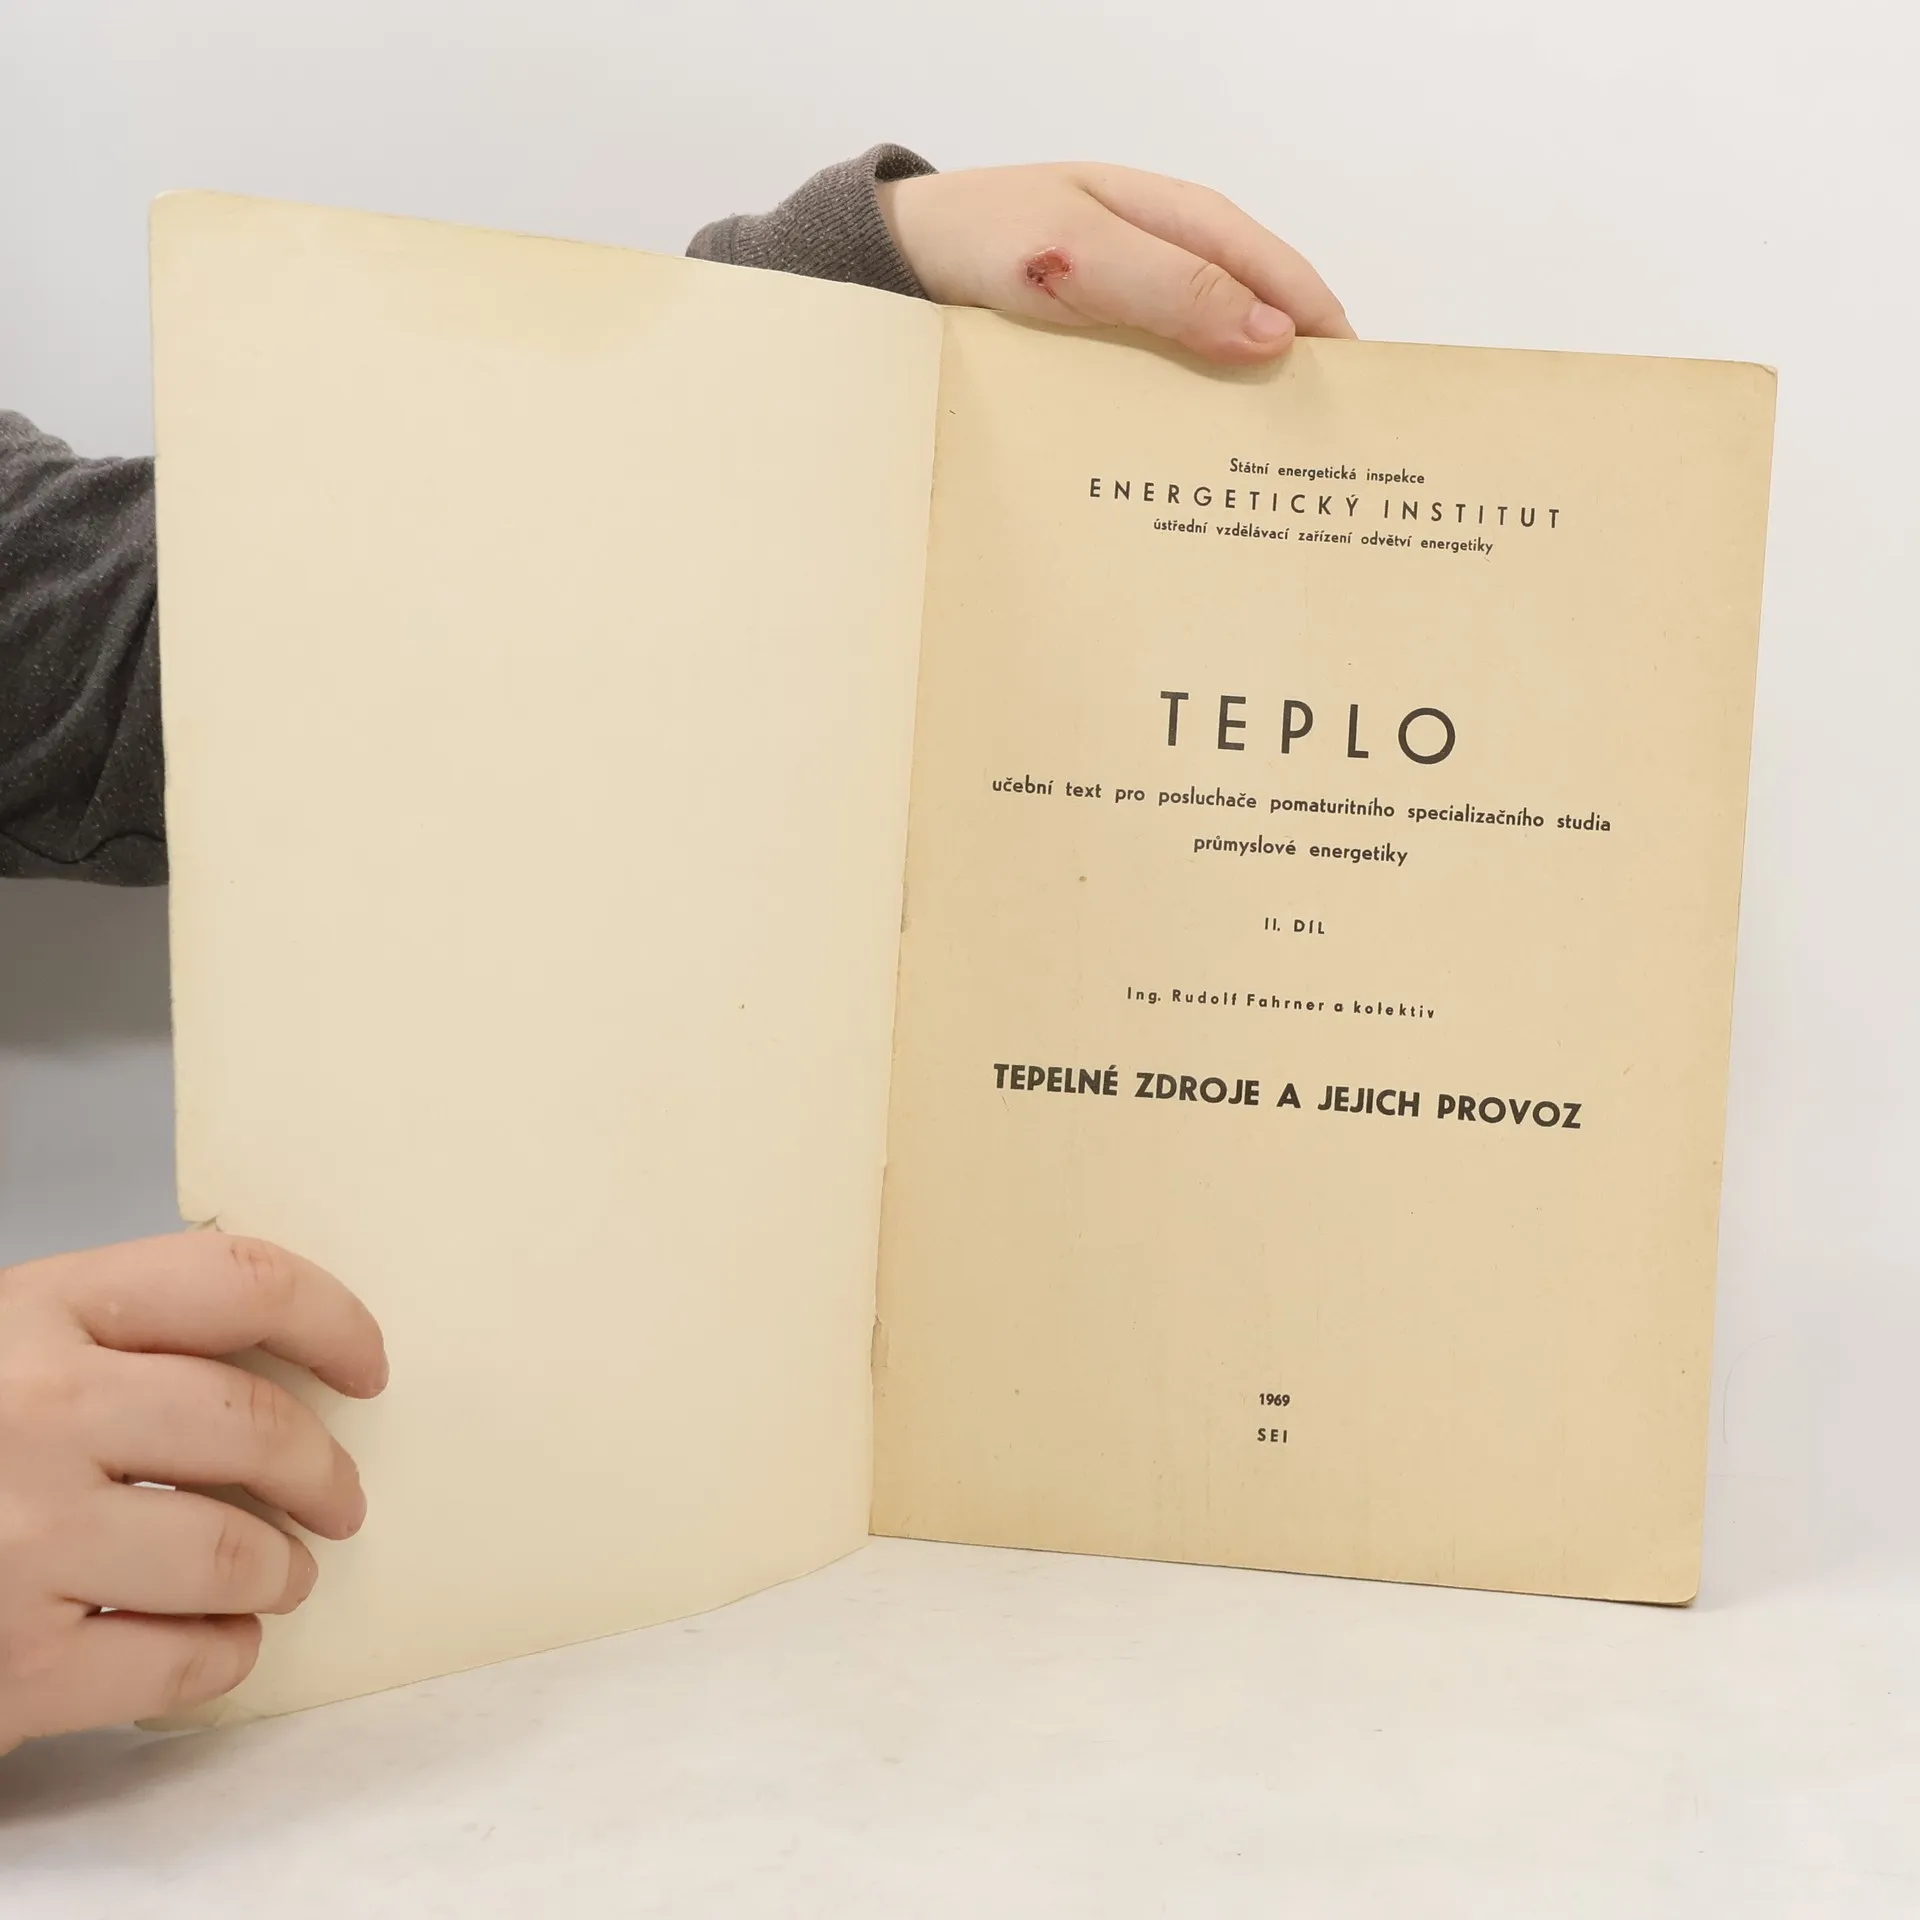 Státní energetická inspekce
ENERGETICKÝ INSTITUT
ústřední vzdělávací zařízení odvětví energetiky
TEPLO
učební text pro posluchače pomaturitního specializačního studia
průmyslové energetiky
II. DÍL
Ing. Rudolf Fahrner a kolektiv
TEPELNÉ ZDROJE A JEJICH PROVOZ
1969
SEI